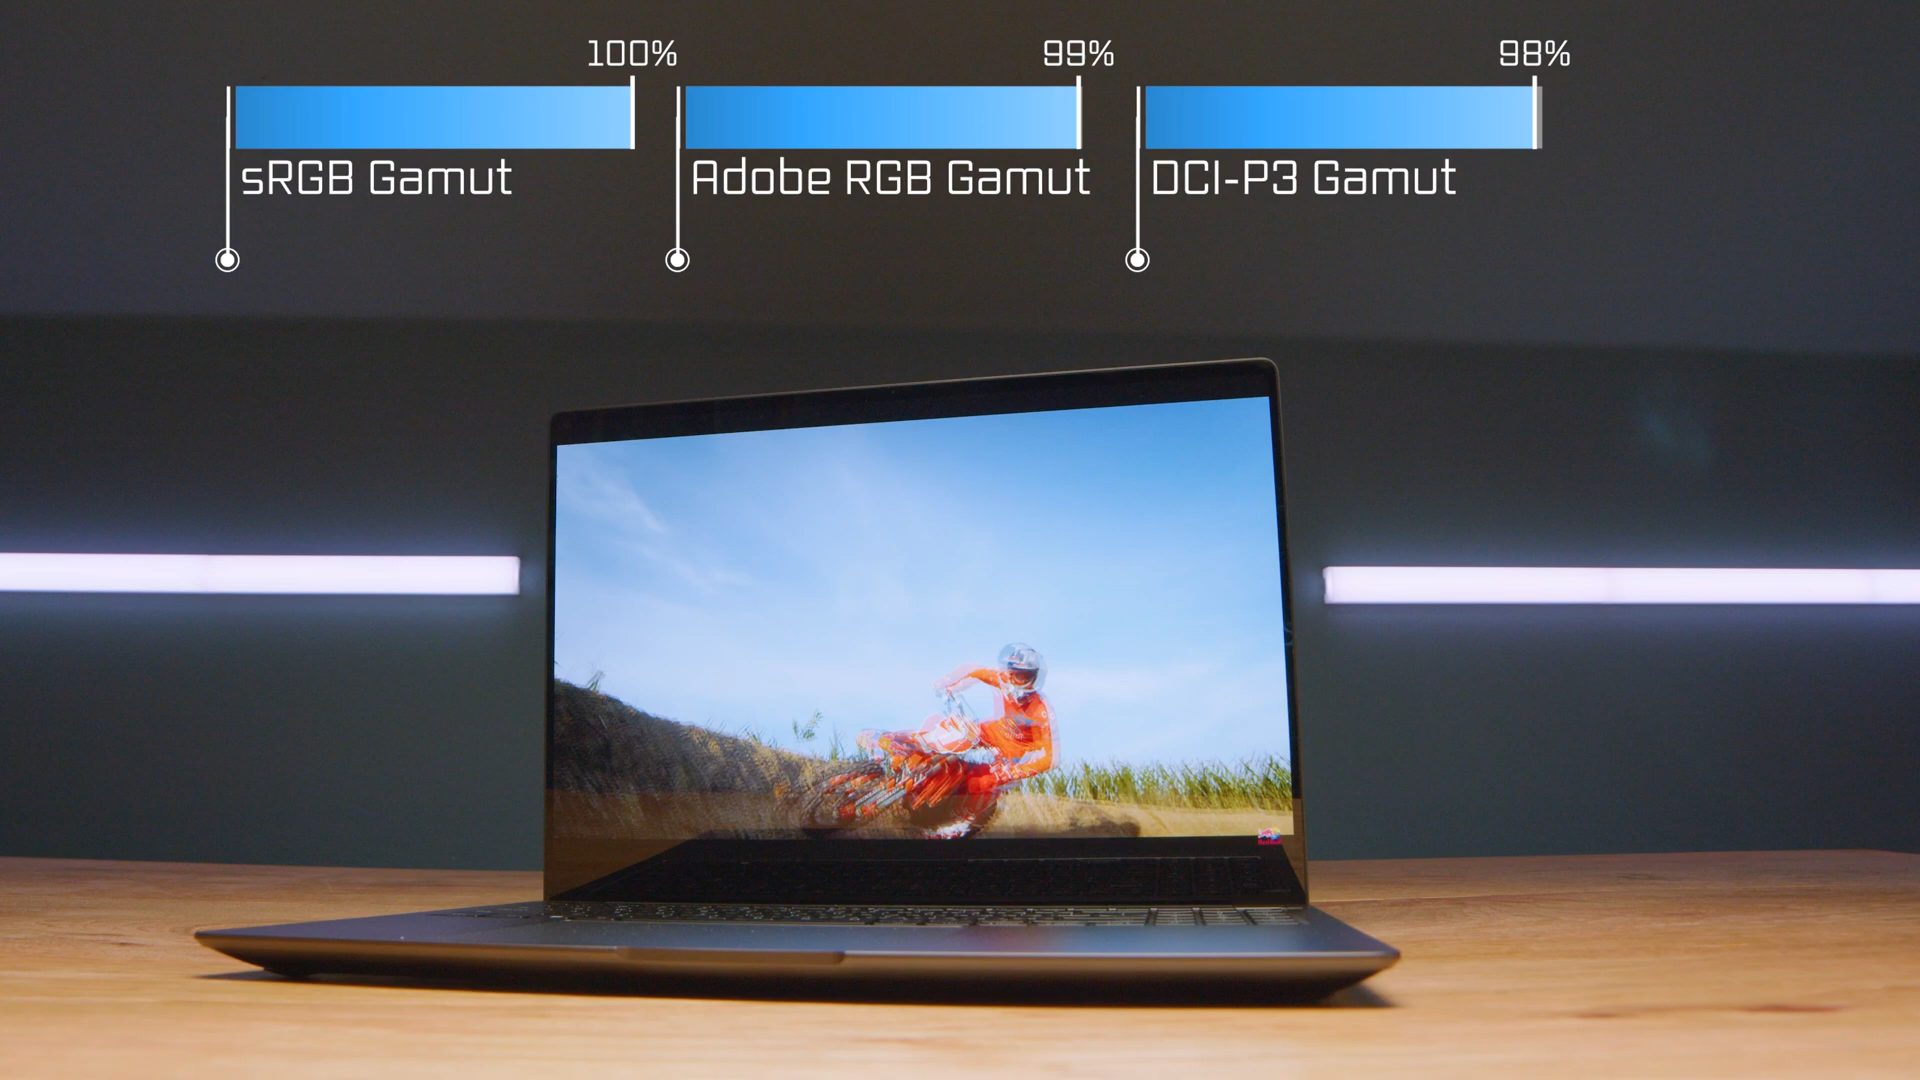 100%
99%
98%
sRGB Gamut
Adobe RGB Gamut
DCI-P3 Gamut